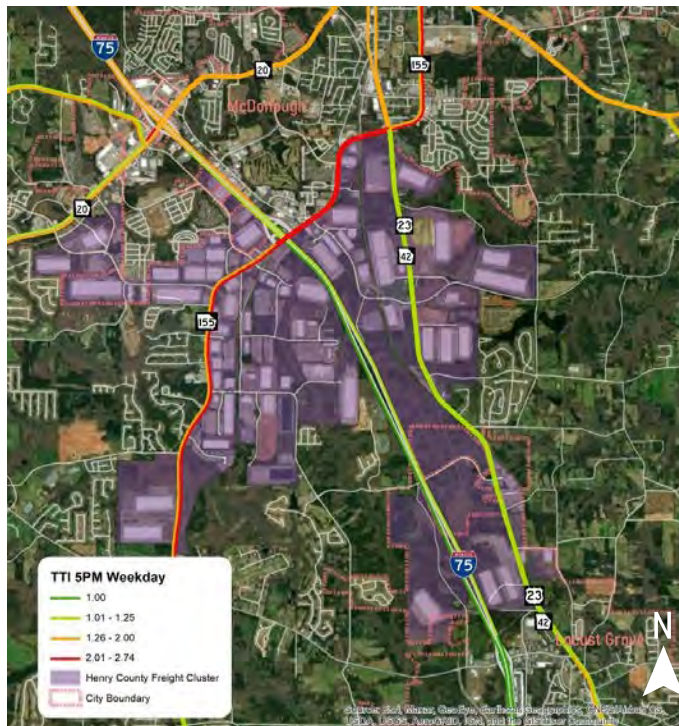 75
20
155
McDonough
20
23
42
155
75
TTI 5PM Weekday
1.00
1.01 - 1.25
1.26 - 2.00
2.01 - 2.74
Henry County Freight Cluster
City Boundary
23
42
Locust Grove
N